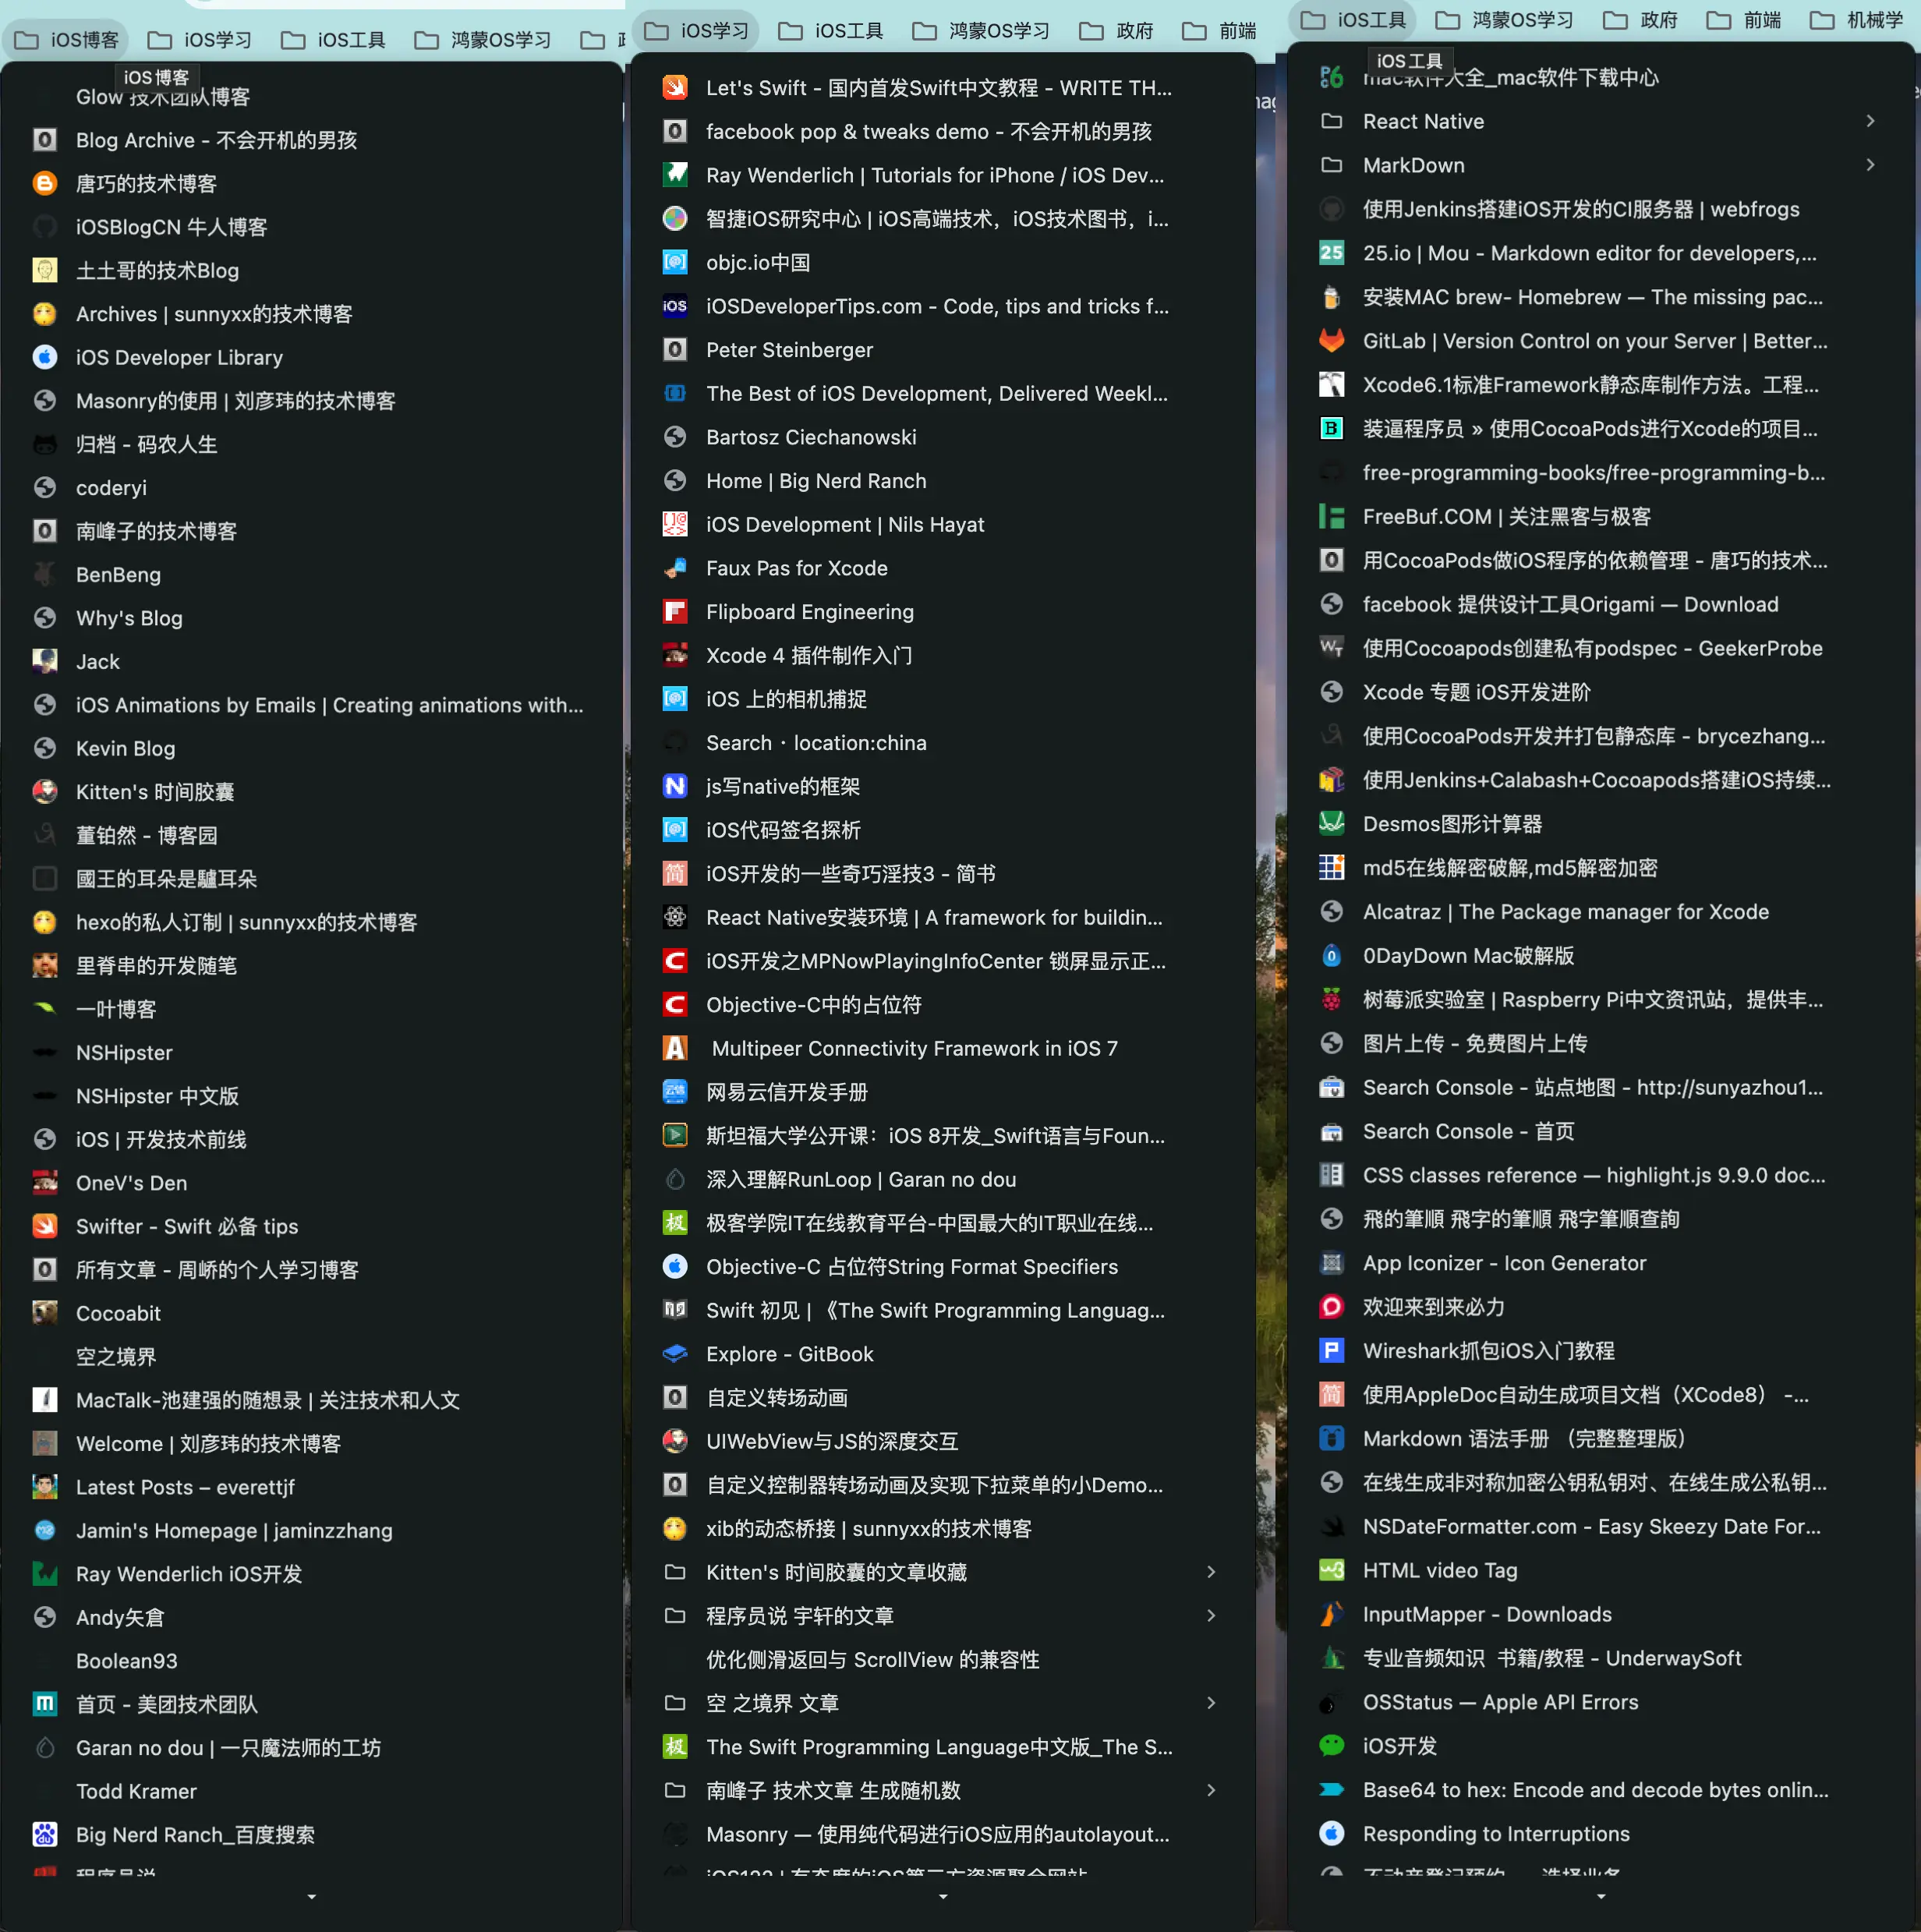 iOS博客
iOS学习
iOS工具
鸿蒙OS学习
iOS 博客
Glow 技术团队博客
Blog Archive - 不会开机的男孩
唐巧的技术博客
iOSBlogCN 牛人博客
土土哥的技术Blog
Archives | sunnyxx的技术博客
iOS Developer Library
Masonry的使用 | 刘彦玮的技术博客
归档 - 码农人生
coderyi
南峰子的技术博客
BenBeng
Why's Blog
Jack
iOS Animations by Emails | Creating animations with...
Kevin Blog
Kitten's 时间胶囊
董铂然 - 博客园
國王的耳朵是驢耳朵
hexo的私人订制 | sunnyxx的技术博客
里脊串的开发随笔
一叶博客
NSHipster
NSHipster 中文版
iOS | 开发技术前线
OneV's Den
Swifter - Swift 必备 tips
所有文章 - 周峤的个人学习博客
Cocoabit
空之境界
MacTalk-池建强的随想录 | 关注技术和人文
Welcome | 刘彦玮的技术博客
Latest Posts – everettjf
Jamin's Homepage | jaminzzhang
Ray Wenderlich iOS开发
Andy矢倉
Boolean93
首页 - 美团技术团队
Garan no dou | 一只魔法师的工坊
Todd Kramer
Big Nerd Ranch_百度搜索
程序员说
iOS学习
iOS工具
鸿蒙OS学习
政府
前端
Let's Swift - 国内首发Swift中文教程 - WRITE TH...
facebook pop & tweaks demo - 不会开机的男孩
Ray Wenderlich | Tutorials for iPhone / iOS Dev...
智捷iOS研究中心 | iOS高端技术，iOS技术图书，i...
objc.io中国
iOSDeveloperTips.com - Code, tips and tricks f...
Peter Steinberger
The Best of iOS Development, Delivered Weekl...
Bartosz Ciechanowski
Home | Big Nerd Ranch
iOS Development | Nils Hayat
Faux Pas for Xcode
Flipboard Engineering
Xcode 4 插件制作入门
iOS 上的相机捕捉
Search · location:china
js写native的框架
iOS代码签名探析
iOS开发的一些奇巧淫技3 - 简书
React Native安装环境 | A framework for buildin...
iOS开发之MPNowPlayingInfoCenter 锁屏显示正...
Objective-C中的占位符
Multipeer Connectivity Framework in iOS 7
网易云信开发手册
斯坦福大学公开课：iOS 8开发_Swift语言与Foun...
深入理解RunLoop | Garan no dou
极客学院IT在线教育平台-中国最大的IT职业在线...
Objective-C 占位符String Format Specifiers
Swift 初见 | 《The Swift Programming Languag...
Explore - GitBook
自定义转场动画
UIWebView与JS的深度交互
自定义控制器转场动画及实现下拉菜单的小Demo...
xib的动态桥接 | sunnyxx的技术博客
Kitten's 时间胶囊的文章收藏
程序员说 宇轩的文章
优化侧滑返回与 ScrollView 的兼容性
空 之境界 文章
The Swift Programming Language中文版_The S...
南峰子 技术文章 生成随机数
Masonry — 使用纯代码进行iOS应用的autolayout...
iOS122 | 有态度的iOS第三方资源聚合网站
iOS工具
鸿蒙OS学习
政府
前端
机械学
iOS 工具
mac软件大全_mac软件下载中心
React Native
MarkDown
使用Jenkins搭建iOS开发的CI服务器 | webfrogs
25.io | Mou - Markdown editor for developers,...
安装MAC brew- Homebrew — The missing pac...
GitLab | Version Control on your Server | Better...
Xcode6.1标准Framework静态库制作方法。工程...
装逼程序员 » 使用CocoaPods进行Xcode的项目...
free-programming-books/free-programming-b...
FreeBuf.COM | 关注黑客与极客
用CocoaPods做iOS程序的依赖管理 - 唐巧的技术...
facebook 提供设计工具Origami — Download
使用Cocoapods创建私有podspec - GeekerProbe
Xcode 专题 iOS开发进阶
使用CocoaPods开发并打包静态库 - brycezhang...
使用Jenkins+Calabash+Cocoapods搭建iOS持续...
Desmos图形计算器
md5在线解密破解,md5解密加密
Alcatraz | The Package manager for Xcode
0DayDown Mac破解版
树莓派实验室 | Raspberry Pi中文资讯站，提供丰...
图片上传 - 免费图片上传
Search Console - 站点地图 - http://sunyazhou1...
Search Console - 首页
CSS classes reference — highlight.js 9.9.0 doc...
飛的筆順 飛字的筆順 飛字筆順查詢
App Iconizer - Icon Generator
欢迎来到来必力
Wireshark抓包iOS入门教程
使用AppleDoc自动生成项目文档（XCode8） -...
Markdown 语法手册 （完整整理版）
在线生成非对称加密公钥私钥对、在线生成公私钥...
NSDateFormatter.com - Easy Skeezy Date For...
HTML video Tag
InputMapper - Downloads
专业音频知识 书籍/教程 - UnderwaySoft
OSStatus — Apple API Errors
iOS开发
Base64 to hex: Encode and decode bytes onlin...
Responding to Interruptions